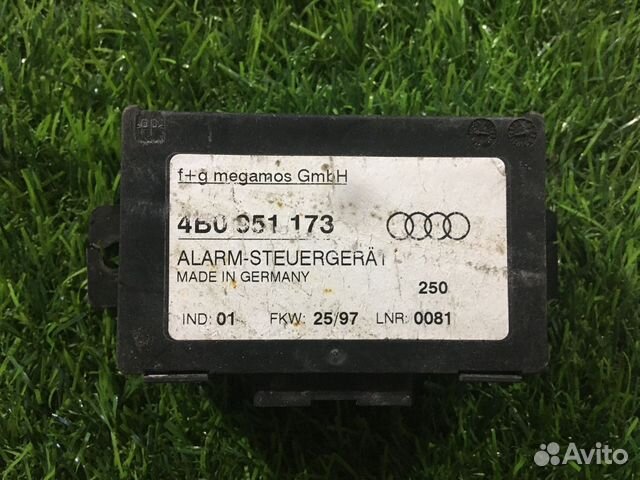 f+g megamos GmbH
4B0 951 173
ALARM-STEUERGERÄT
MADE IN GERMANY
250
IND: 01 FKW: 25/97 LNR: 0081
Avito